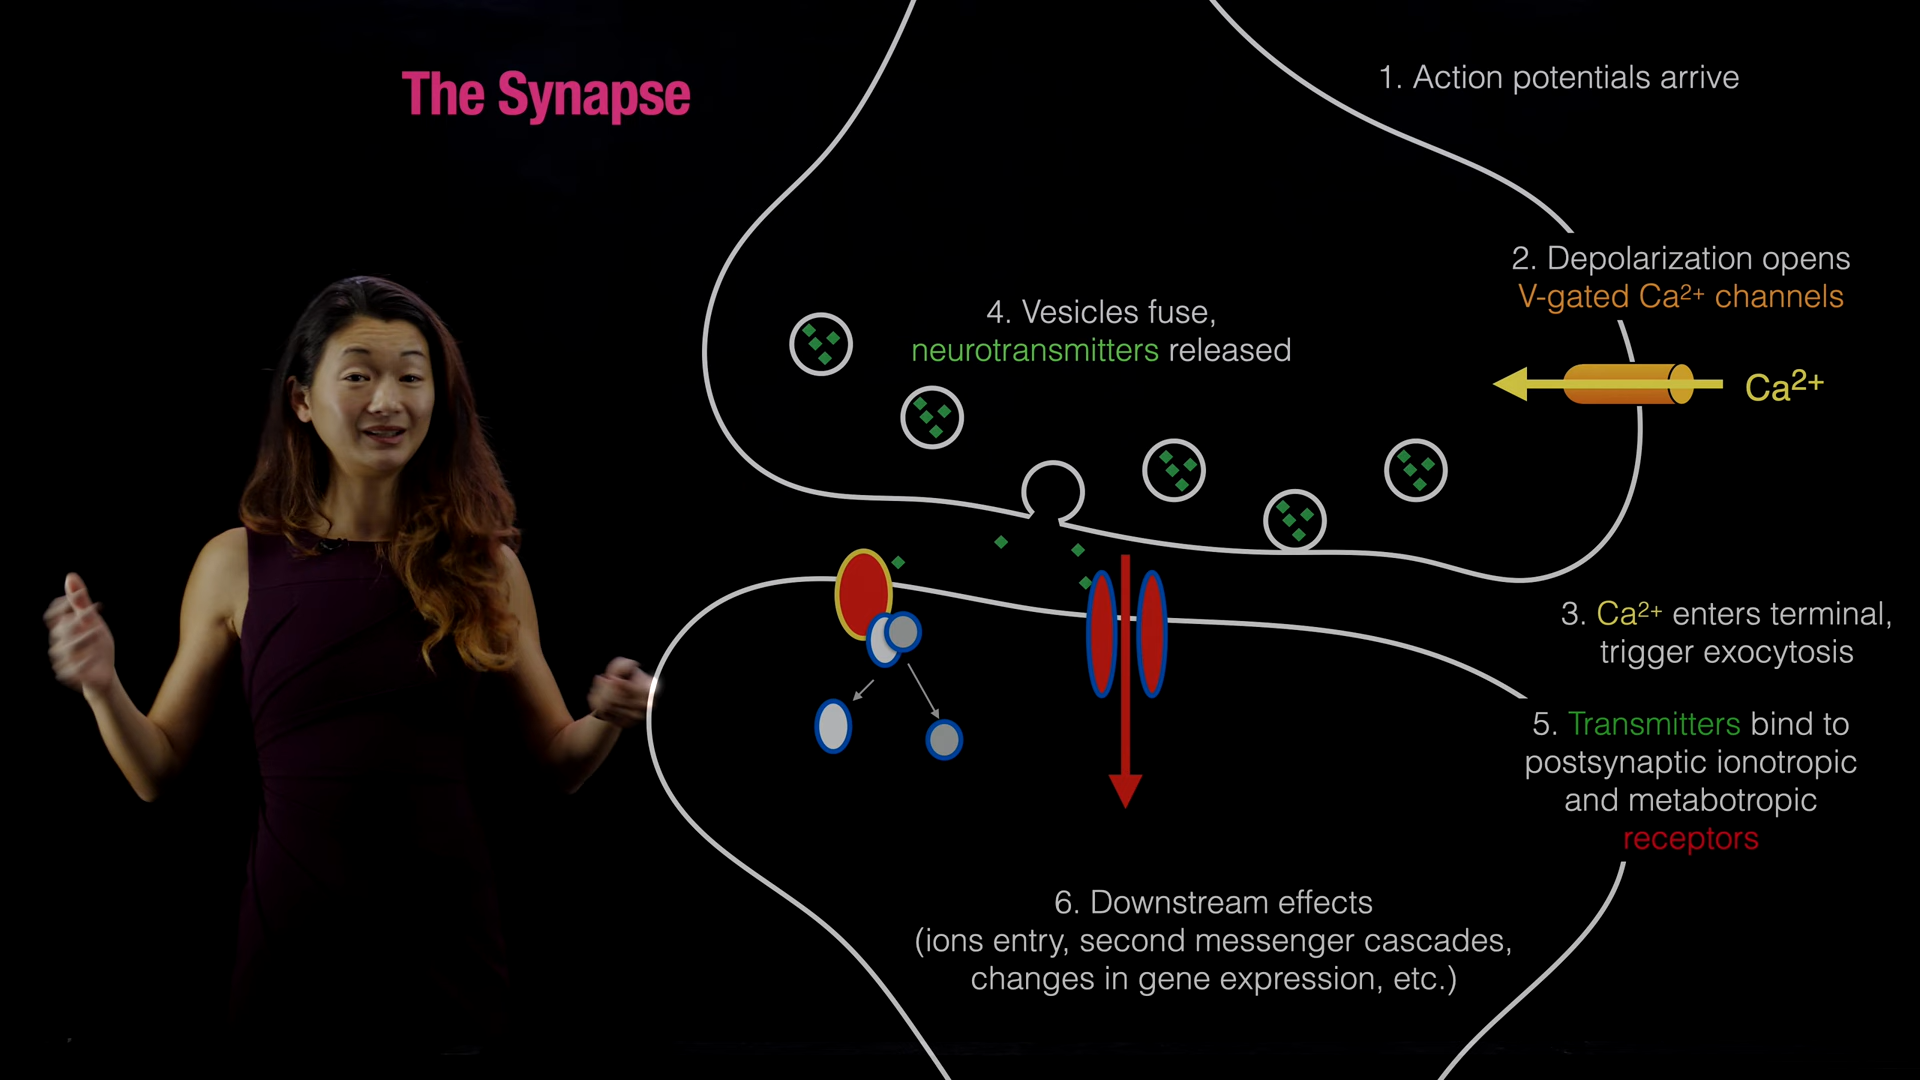 The Synapse
1. Action potentials arrive
2. Depolarization opens
V-gated Ca²⁺ channels
Ca²⁺
4. Vesicles fuse,
neurotransmitters released
3. Ca²⁺ enters terminal,
trigger exocytosis
5. Transmitters bind to
postsynaptic ionotropic
and metabotropic
receptors
6. Downstream effects
(ions entry, second messenger cascades,
changes in gene expression, etc.)